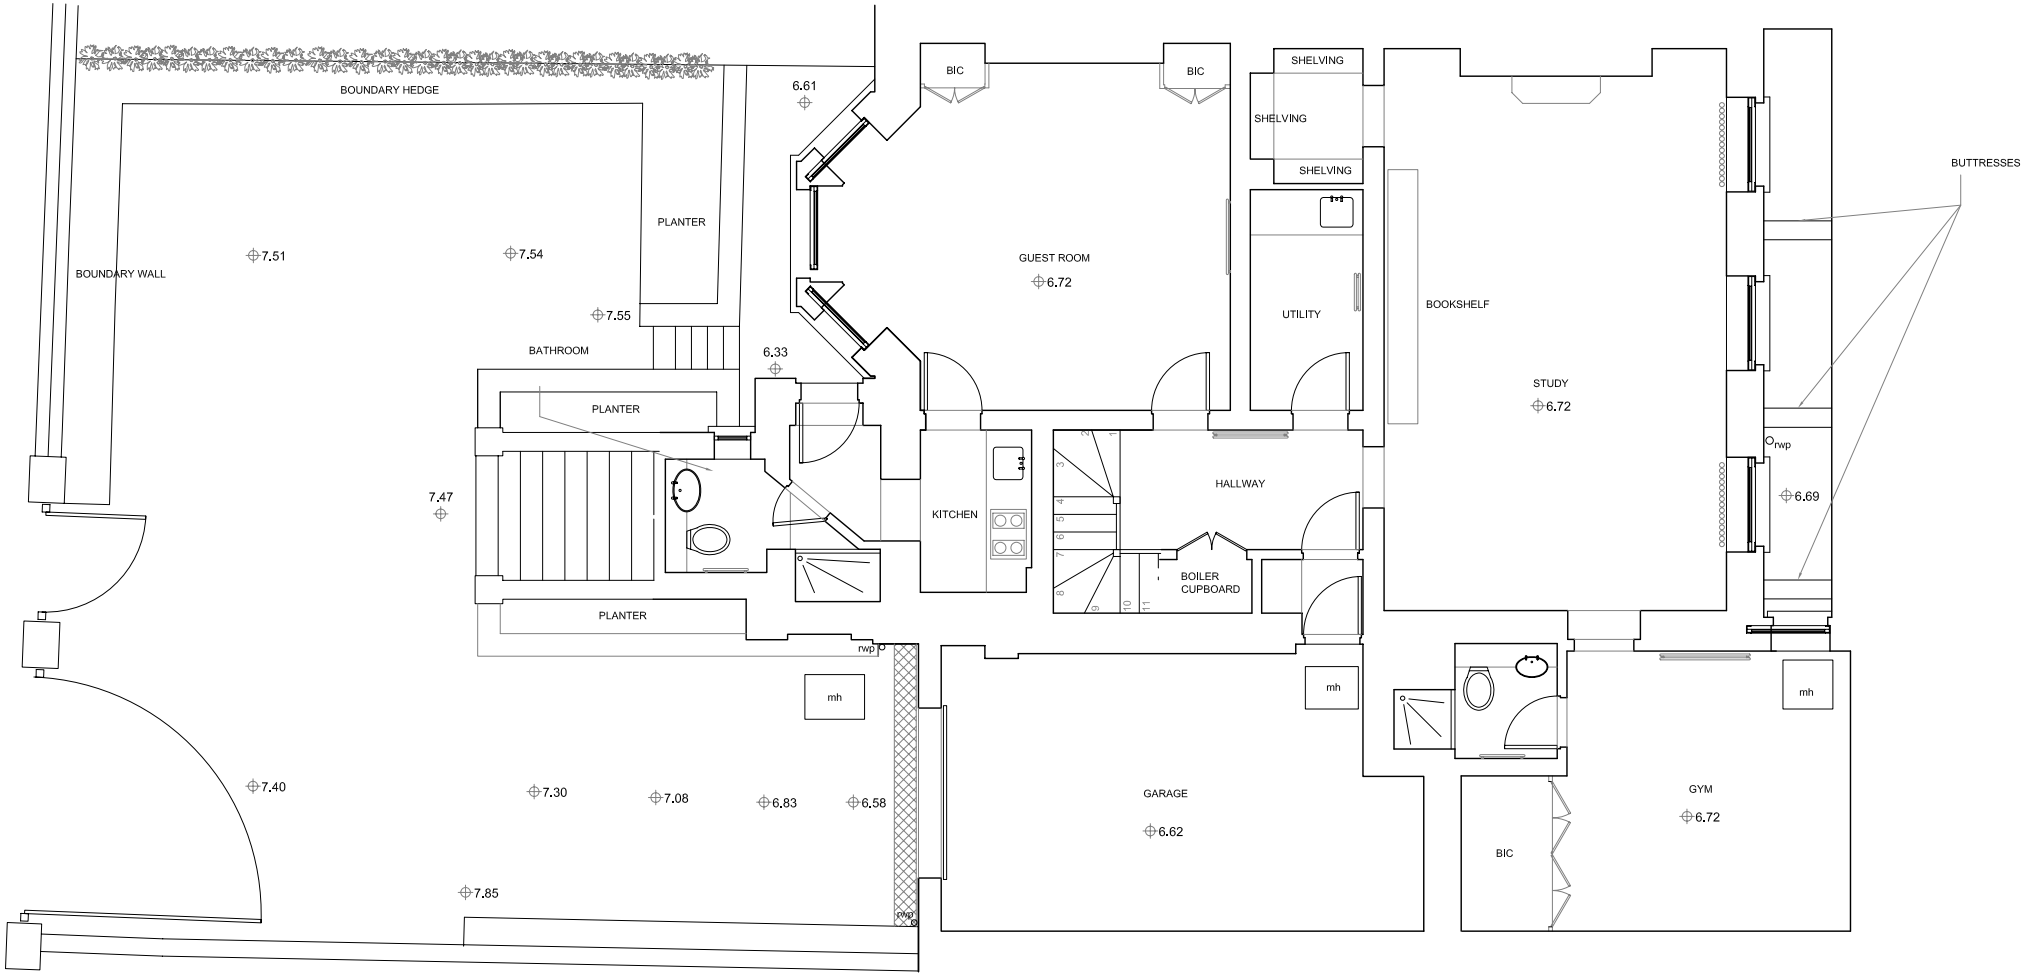 SHELVING
BIC
BIC
6.61
BOUNDARY HEDGE
SHELVING
BUTTRESSES
SHELVING
PLANTER
7.51
7.54
GUEST ROOM
BOUNDARY WALL
6.72
BOOKSHELF
7.55
UTILITY
BATHROOM
6.33
STUDY
PLANTER
6.72
2
1
rwp
3
HALLWAY
7.47
6.69
4
KITCHEN
5
6
7
BOILER
CUPBOARD
8
9
10
11
PLANTER
rwp
mh
mh
mh
7.40
7.30
7.08
6.83
6.58
GARAGE
GYM
6.62
6.72
BIC
7.85
rwp